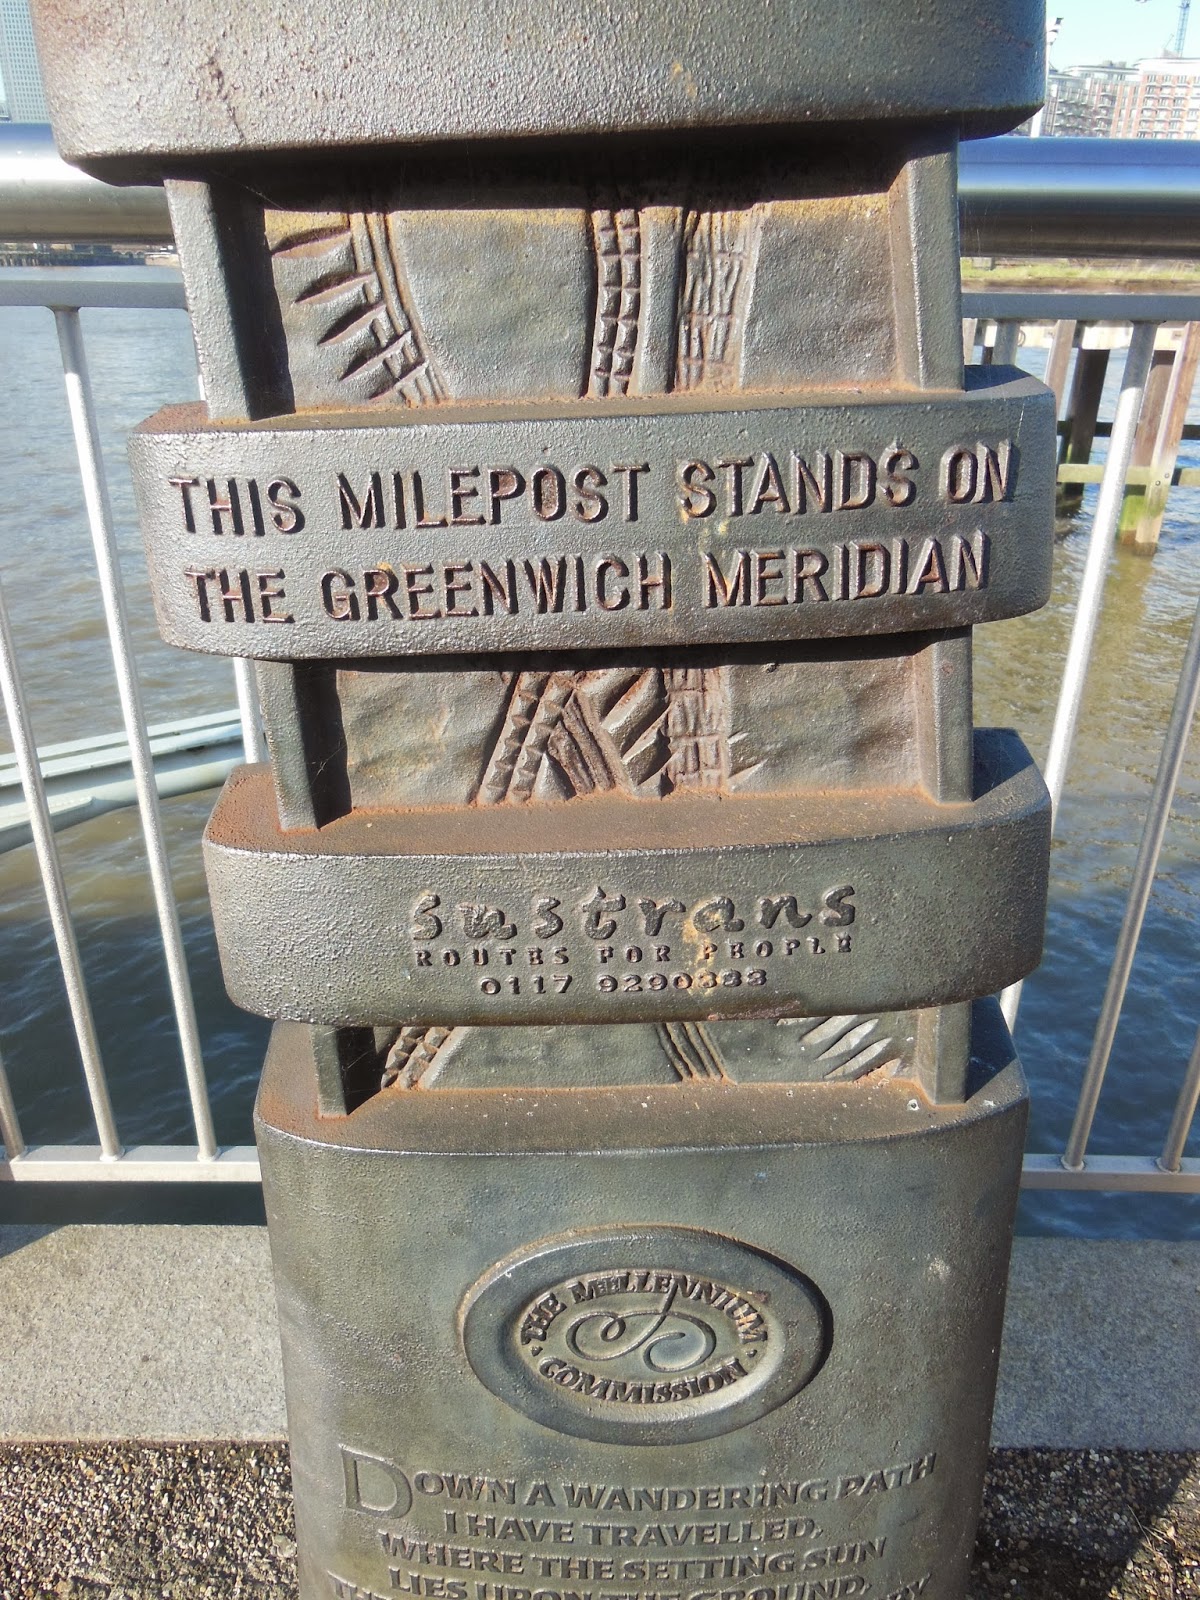 THIS MILEPOST STANDS ON
THE GREENWICH MERIDIAN
sustrans
ROUTES FOR PEOPLE
0117 9290888
THE MILLENNIUM
COMMISSION
DOWN A WANDERING PATH
I HAVE TRAVELLED,
WHERE THE SETTING SUN
LIES UPON THE GROUND,